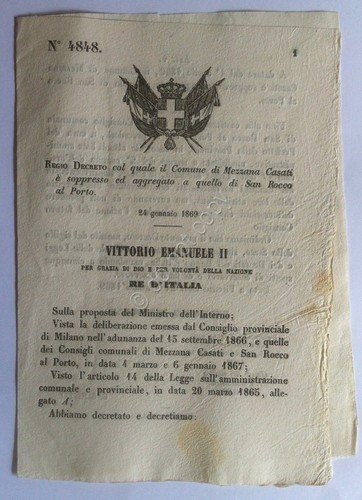 N° 4848.
1
REGIO DECRETO col quale il Comune di Mezzana Casati
è soppresso ed aggregato a quello di San Rocco
al Porto.
24 gennaio 1869
VITTORIO EMANUELE II
PER GRAZIA DI DIO E PER VOLONTÀ DELLA NAZIONE
RE D'ITALIA
Sulla proposta del Ministro dell'Interno;
Vista la deliberazione emessa dal Consiglio provinciale
di Milano nell'adunanza del 15 settembre 1866, e quelle
dei Consigli comunali di Mezzana Casati e San Rocco
al Porto, in data 4 marzo e 6 gennaio 1867;
Visto l'articolo 14 della Legge sull'amministrazione
comunale e provinciale, in data 20 marzo 1865, alle-
gato A;
Abbiamo decretato e decretiamo: